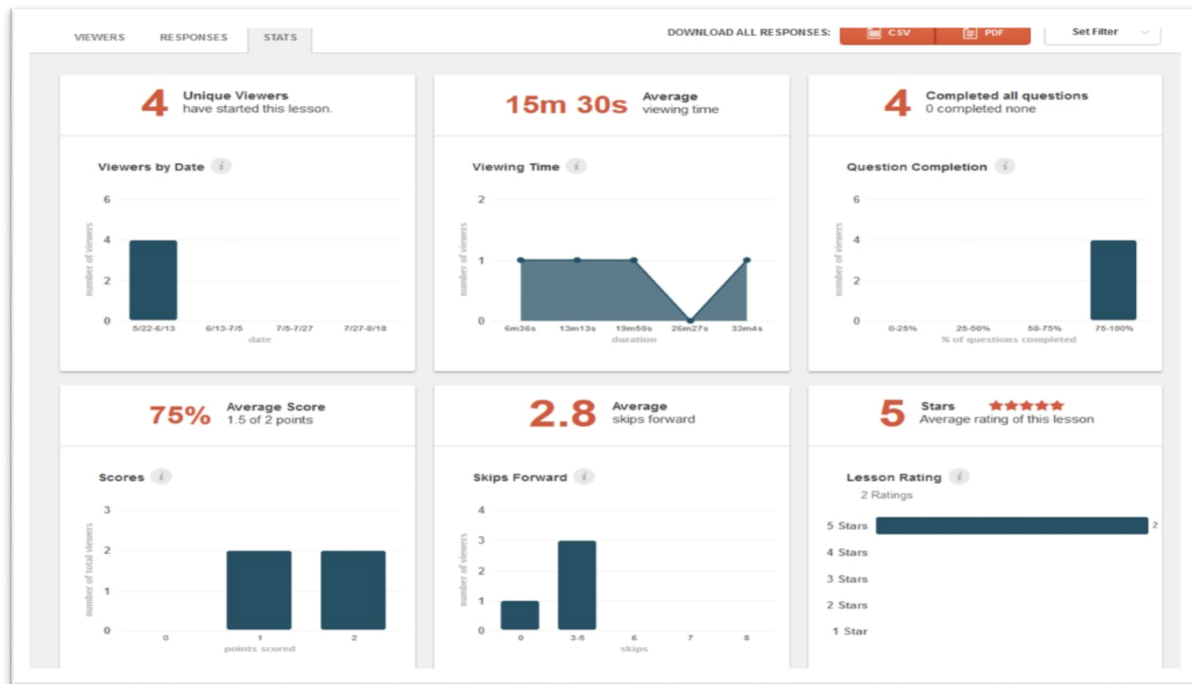 VIEWERS RESPONSES STATS DOWNLOAD ALL RESPONSES: CSV PDF Set Filter
4 Unique Viewers
have started this lesson.
Viewers by Date i
number of viewers
6
4
2
0
5/22-6/13 6/13-7/5 7/5-7/27 7/27-8/18
date
15m 30s Average
viewing time
Viewing Time i
number of viewers
2
1
0
6m36s 13m13s 19m50s 26m27s 33m4s
duration
4 Completed all questions
0 completed none
Question Completion i
number of viewers
6
4
2
0
0-25% 25-50% 50-75% 75-100%
% of questions completed
75% Average Score
1.5 of 2 points
Scores i
number of total viewers
3
2
1
0
0 1 2
points scored
2.8 Average
skips forward
Skips Forward i
number of viewers
4
3
2
1
0
0 3-5 6 7 8
skips
5 Stars ★★★★★
Average rating of this lesson
Lesson Rating i
2 Ratings
5 Stars 2
4 Stars
3 Stars
2 Stars
1 Star